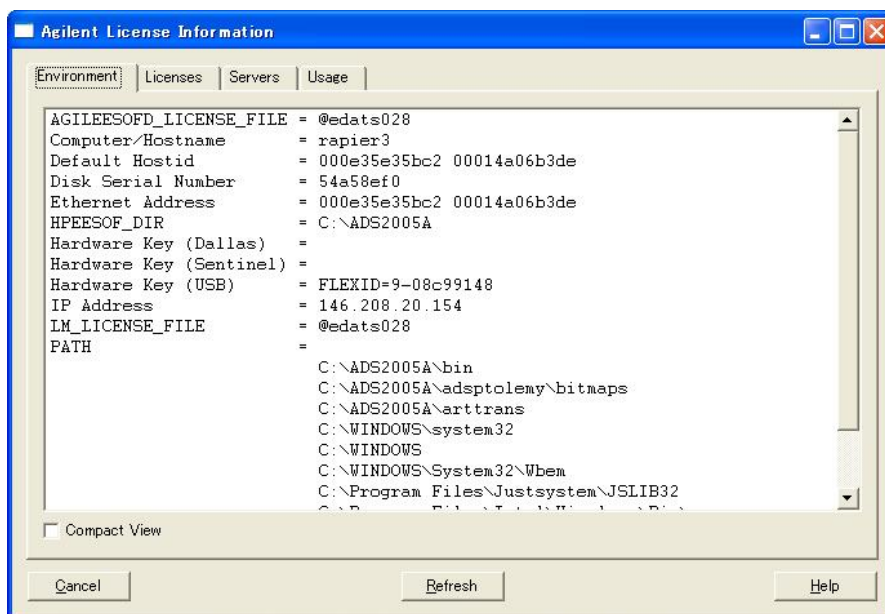 Agilent License Information
Environment Licenses Servers Usage
AGILEESOFD_LICENSE_FILE = @edats028
Computer/Hostname = rapier3
Default Hostid = 000e35e35bc2 00014a06b3de
Disk Serial Number = 54a58ef0
Ethernet Address = 000e35e35bc2 00014a06b3de
HPEESOF_DIR = C:\ADS2005A
Hardware Key (Dallas) =
Hardware Key (Sentinel) =
Hardware Key (USB) = FLEXID=9-08c99148
IP Address = 146.208.20.154
LM_LICENSE_FILE = @edats028
PATH =
C:\ADS2005A\bin
C:\ADS2005A\adsptolemy\bitmaps
C:\ADS2005A\arttrans
C:\WINDOWS\system32
C:\WINDOWS
C:\WINDOWS\System32\Wbem
C:\Program Files\Justsystem\JSLIB32
Compact View
Cancel Refresh Help